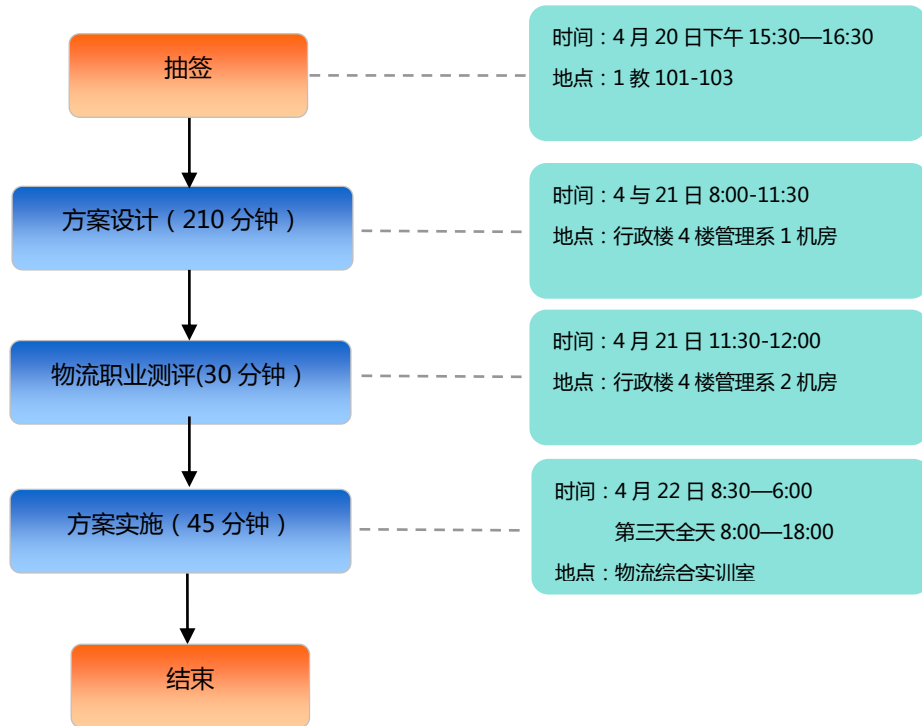 抽签
时间：4 月 20 日下午 15:30—16:30
地点：1 教 101-103
方案设计（210 分钟）
时间：4 与 21 日 8:00-11:30
地点：行政楼 4 楼管理系 1 机房
物流职业测评(30 分钟）
时间：4 月 21 日 11:30-12:00
地点：行政楼 4 楼管理系 2 机房
方案实施（45 分钟）
时间：4 月 22 日 8:30—6:00
第三天全天 8:00—18:00
地点：物流综合实训室
结束